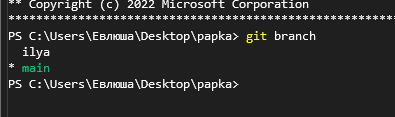 ** Copyright (c) 2022 Microsoft Corporation
**********************************************************
PS C:\Users\Евлюша\Desktop\papka> git branch
  ilya
* main
PS C:\Users\Евлюша\Desktop\papka>